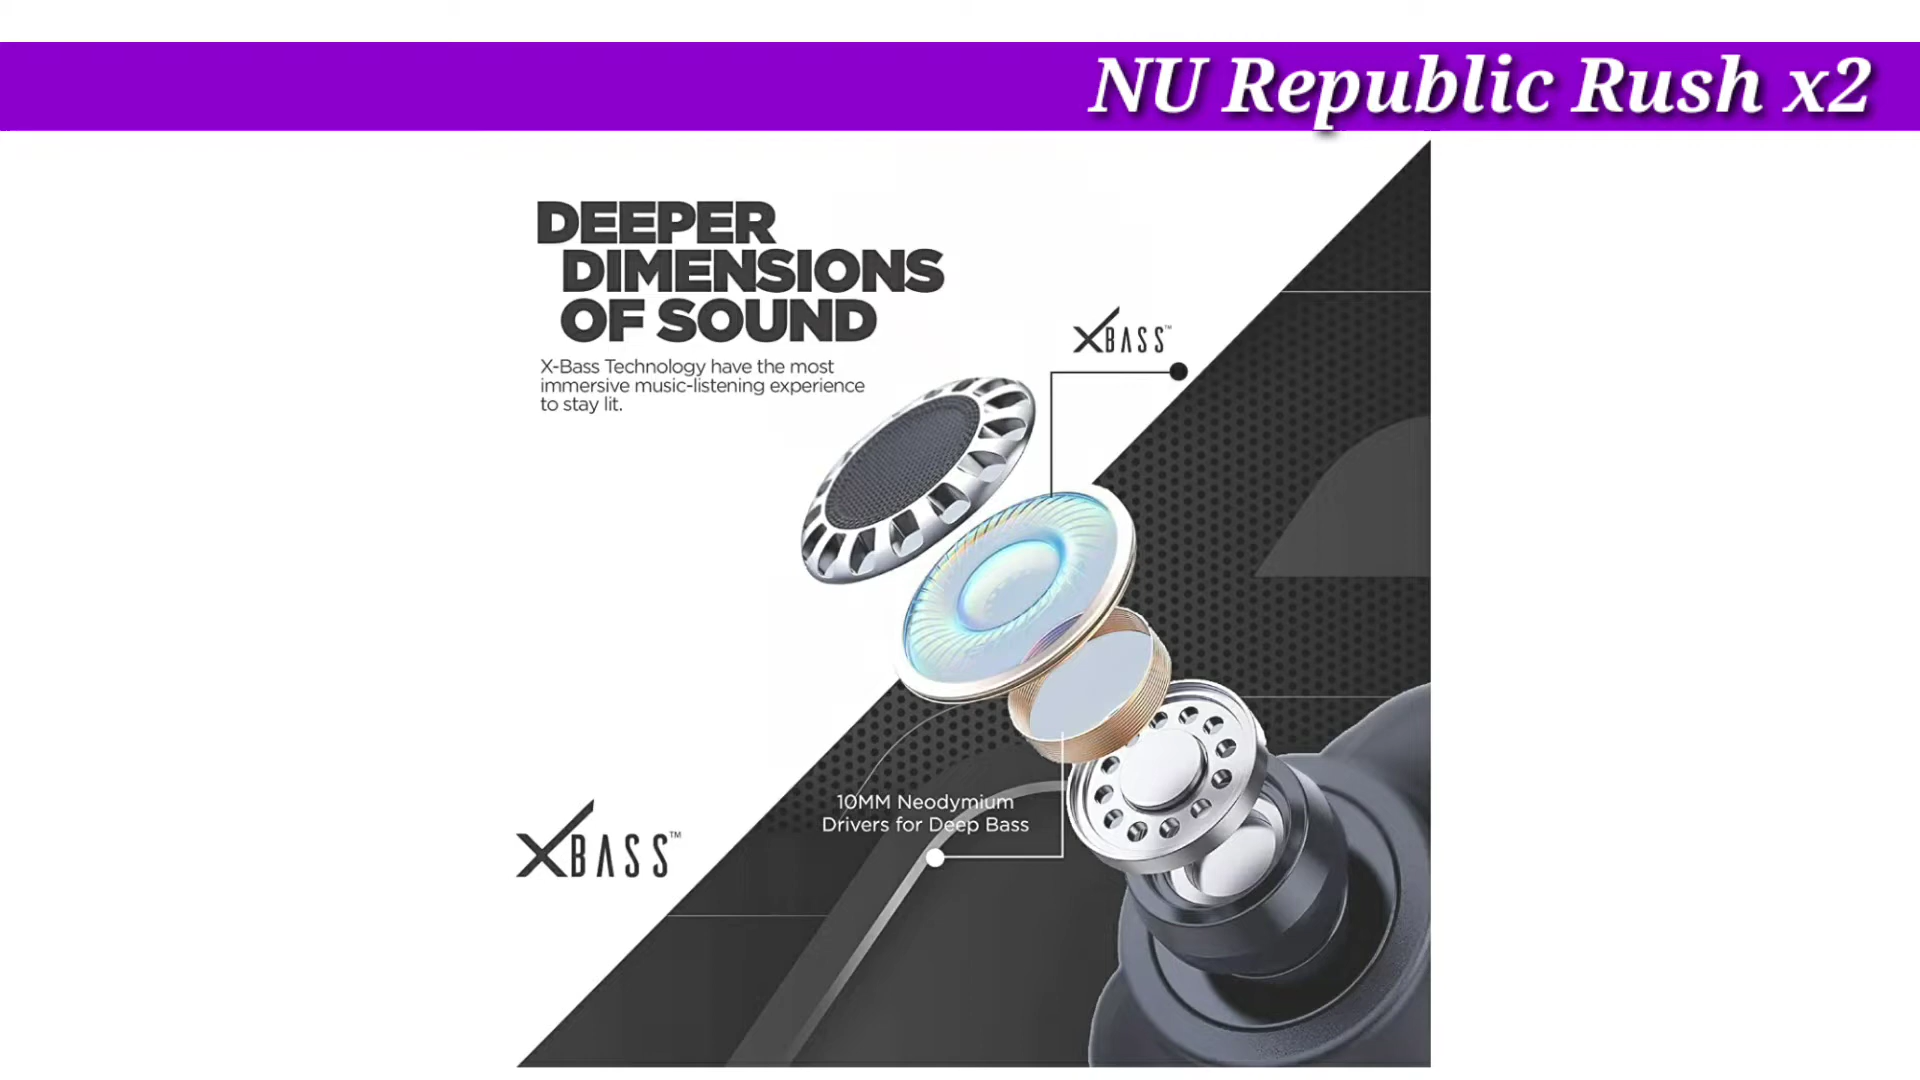 NU Republic Rush x2
DEEPER
DIMENSIONS
OF SOUND
X-Bass Technology have the most
immersive music-listening experience
to stay lit.
XBASS™
10MM Neodymium
Drivers for Deep Bass
XBASS™